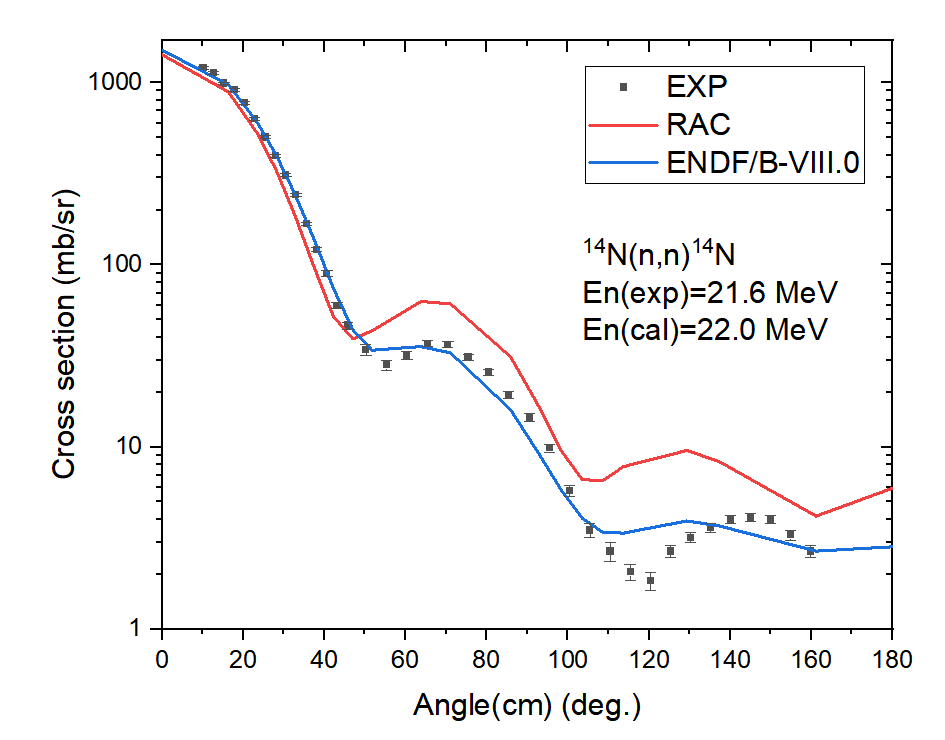 1000
100
10
1
Cross section (mb/sr)
EXP
RAC
ENDF/B-VIII.0
¹⁴N(n,n)¹⁴N
En(exp)=21.6 MeV
En(cal)=22.0 MeV
0 20 40 60 80 100 120 140 160 180
Angle(cm) (deg.)